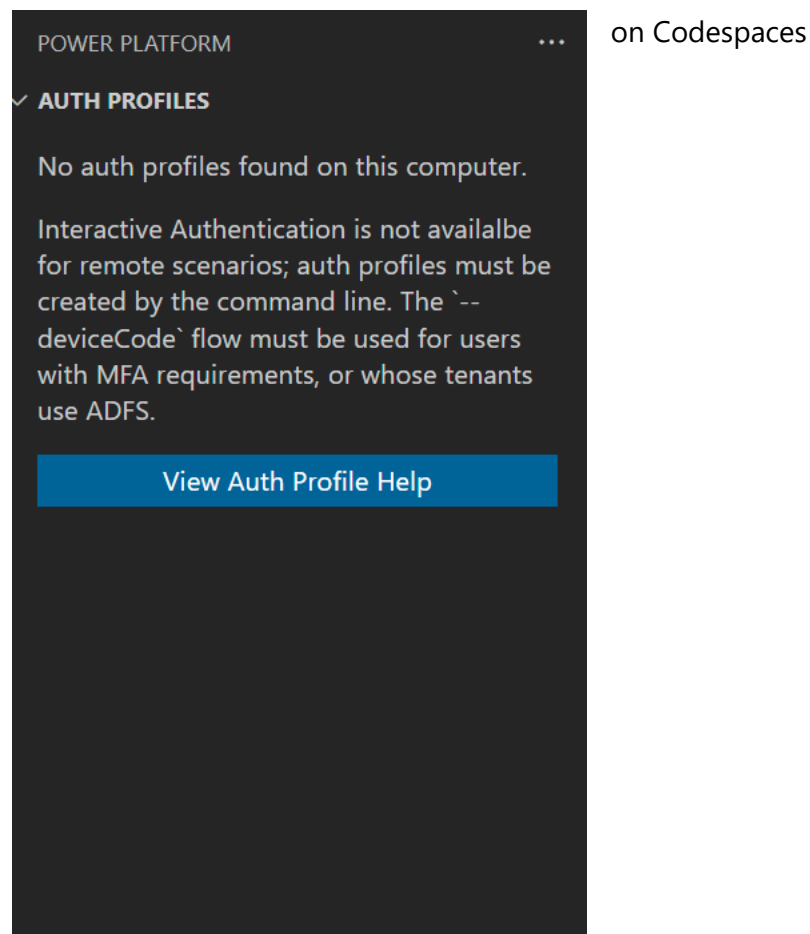 POWER PLATFORM ...
on Codespaces
AUTH PROFILES
No auth profiles found on this computer.
Interactive Authentication is not availalbe
for remote scenarios; auth profiles must be
created by the command line. The `--
deviceCode` flow must be used for users
with MFA requirements, or whose tenants
use ADFS.
View Auth Profile Help